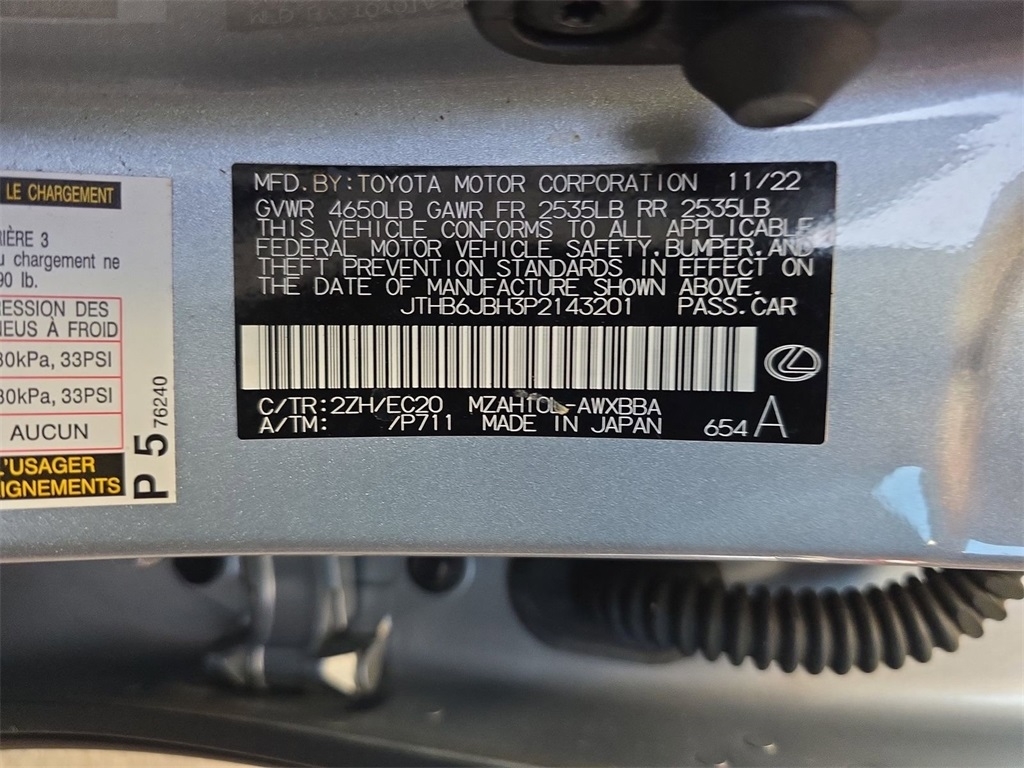 LE CHARGEMENT
IÈRE 3
u chargement ne
90 lb.
ESSION DES
NEUS À FROID
30kPa, 33PSI
30kPa, 33PSI
AUCUN
L'USAGER
IGNEMENTS
P 5 76240
MFD. BY: TOYOTA MOTOR CORPORATION 11/22
GVWR 4650LB GAWR FR 2535LB RR 2535LB
THIS VEHICLE CONFORMS TO ALL APPLICABLE
FEDERAL MOTOR VEHICLE SAFETY, BUMPER, AND
THEFT PREVENTION STANDARDS IN EFFECT ON
THE DATE OF MANUFACTURE SHOWN ABOVE.
JTHB6JBH3P2143201 PASS. CAR
C/TR: 2ZH/EC20 MZAH10L-AWXBBA
A/TM: /P711 MADE IN JAPAN 654 A